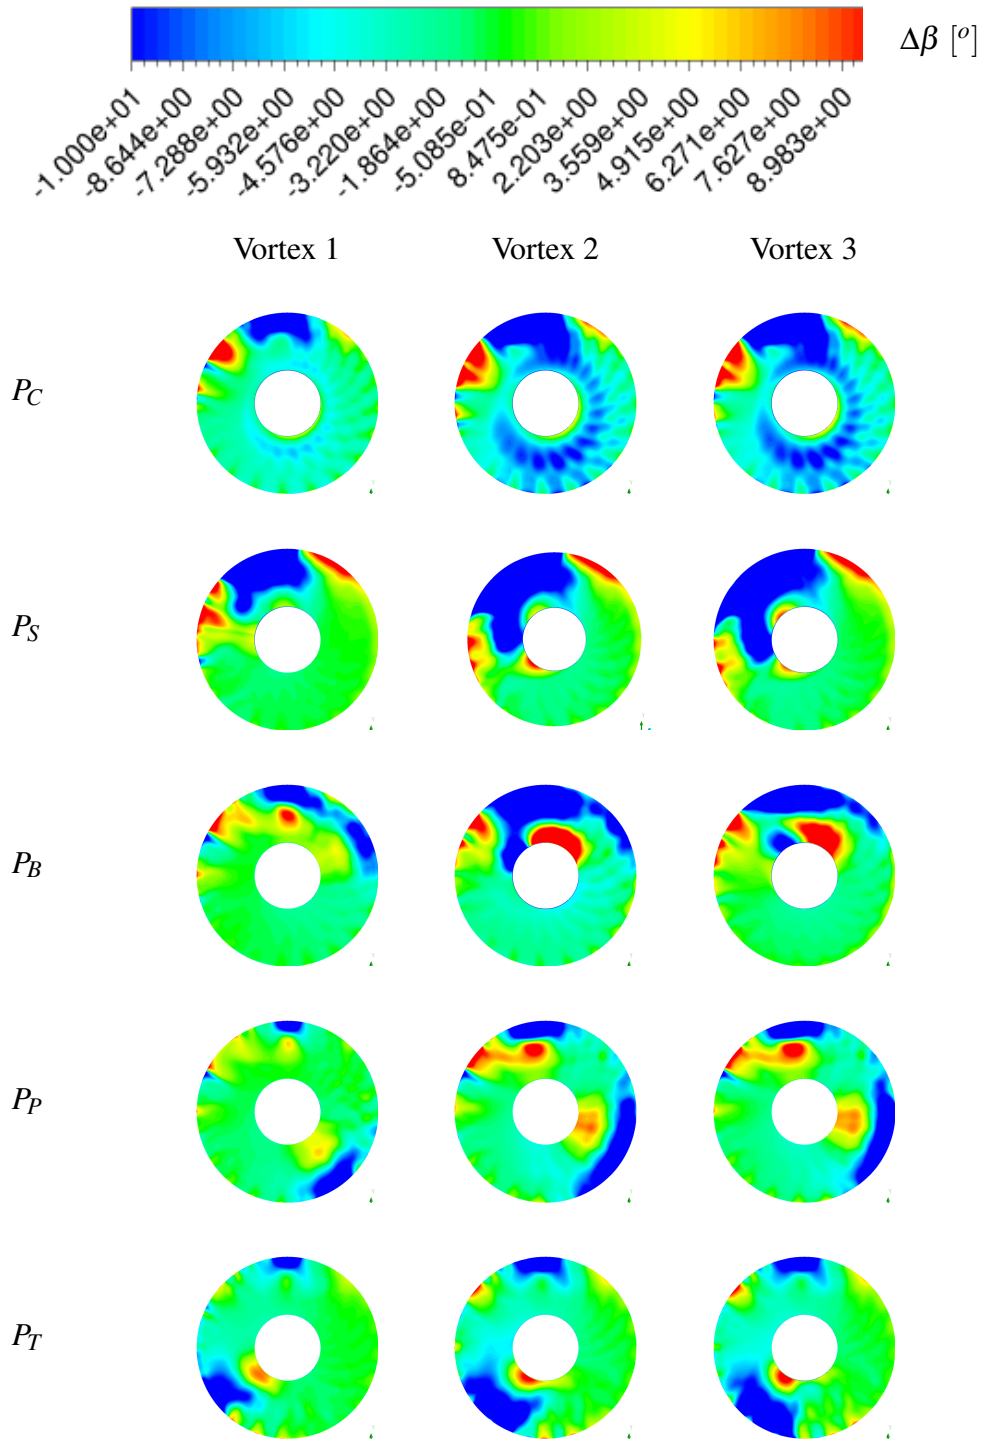 Δβ [°]
-1.000e+01
-8.644e+00
-7.288e+00
-5.932e+00
-4.576e+00
-3.220e+00
-1.864e+00
-5.085e-01
8.475e-01
2.203e+00
3.559e+00
4.915e+00
6.271e+00
7.627e+00
8.983e+00
Vortex 1 Vortex 2 Vortex 3
P_C
P_S
P_B
P_P
P_T